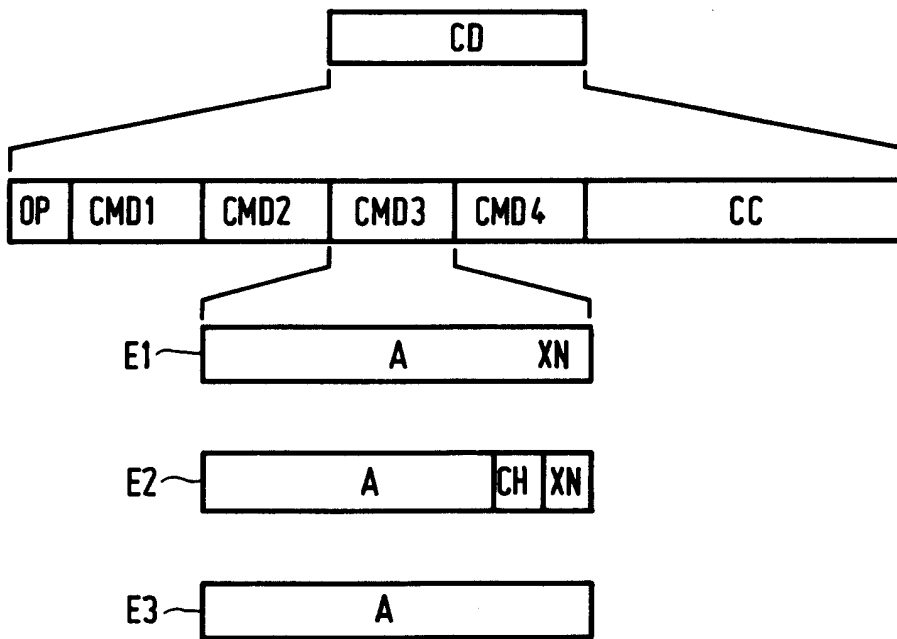 CD
OP CMD1 CMD2 CMD3 CMD4 CC
E1 A XN
E2 A CH XN
E3 A